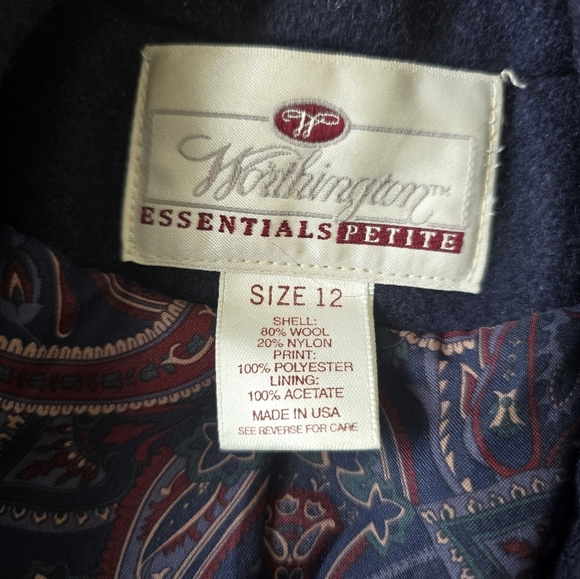 W
Worthington™
ESSENTIALS PETITE
SIZE 12
SHELL:
80% WOOL
20% NYLON
PRINT:
100% POLYESTER
LINING:
100% ACETATE
MADE IN USA
SEE REVERSE FOR CARE